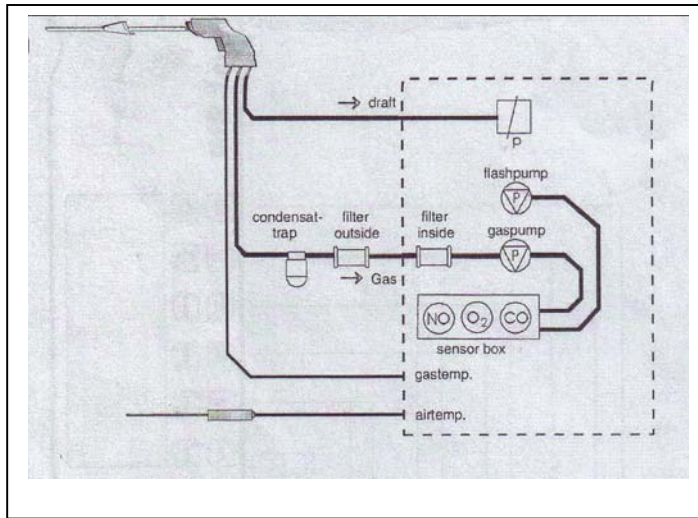 → draft
p
flashpump
P
condensat-
trap
filter
outside
filter
inside
gaspump
P
→ Gas
NO O₂ CO
sensor box
gastemp.
airtemp.